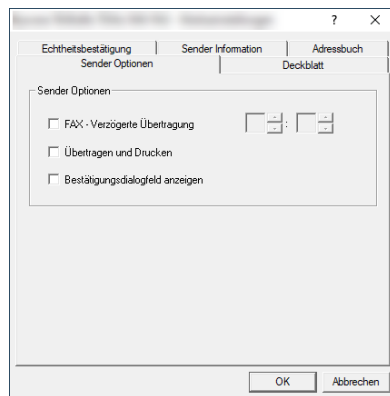 Echtheitsbestätigung Sender Information Adressbuch
Sender Optionen Deckblatt
Sender Optionen
FAX - Verzögerte Übertragung :
Übertragen und Drucken
Bestätigungsdialogfeld anzeigen
OK Abbrechen